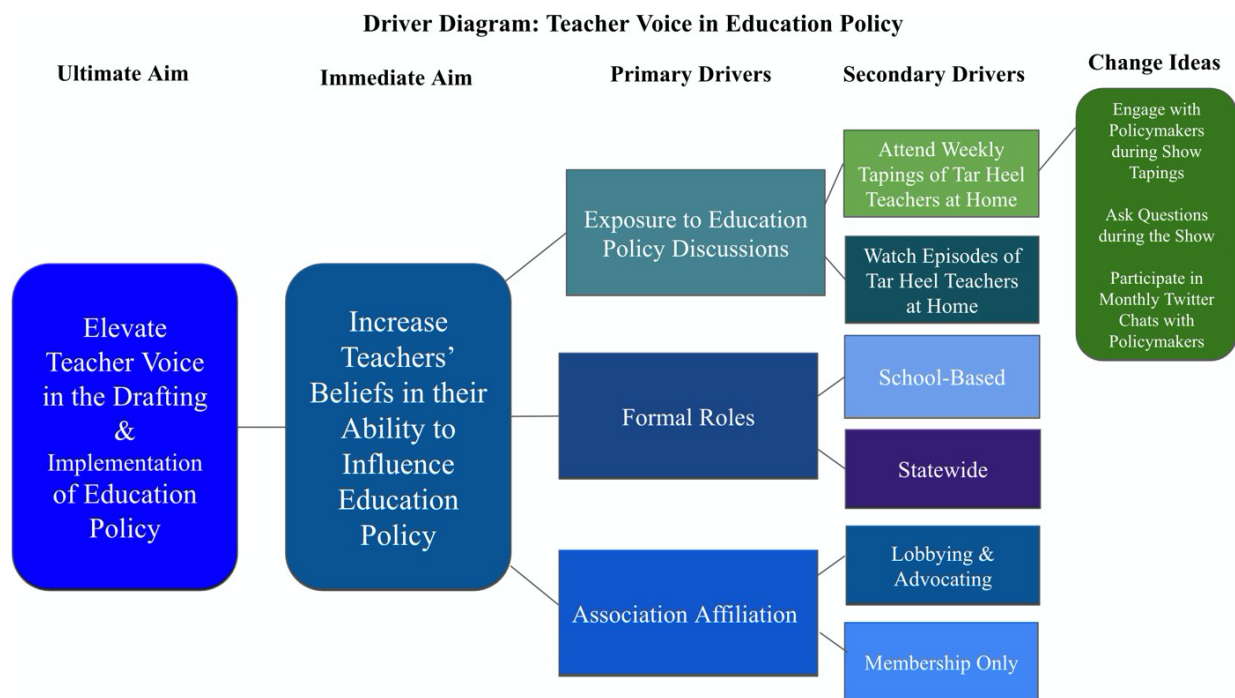 Driver Diagram: Teacher Voice in Education Policy
Ultimate Aim
Immediate Aim
Primary Drivers
Secondary Drivers
Change Ideas
Elevate
Teacher Voice
in the Drafting
&
Implementation
of Education
Policy
Increase
Teachers’
Beliefs in their
Ability to
Influence
Education
Policy
Exposure to Education
Policy Discussions
Formal Roles
Association Affiliation
Attend Weekly
Tapings of Tar Heel
Teachers at Home
Watch Episodes of
Tar Heel Teachers
at Home
School-Based
Statewide
Lobbying &
Advocating
Membership Only
Engage with
Policymakers
during Show
Tapings
Ask Questions
during the Show
Participate in
Monthly Twitter
Chats with
Policymakers